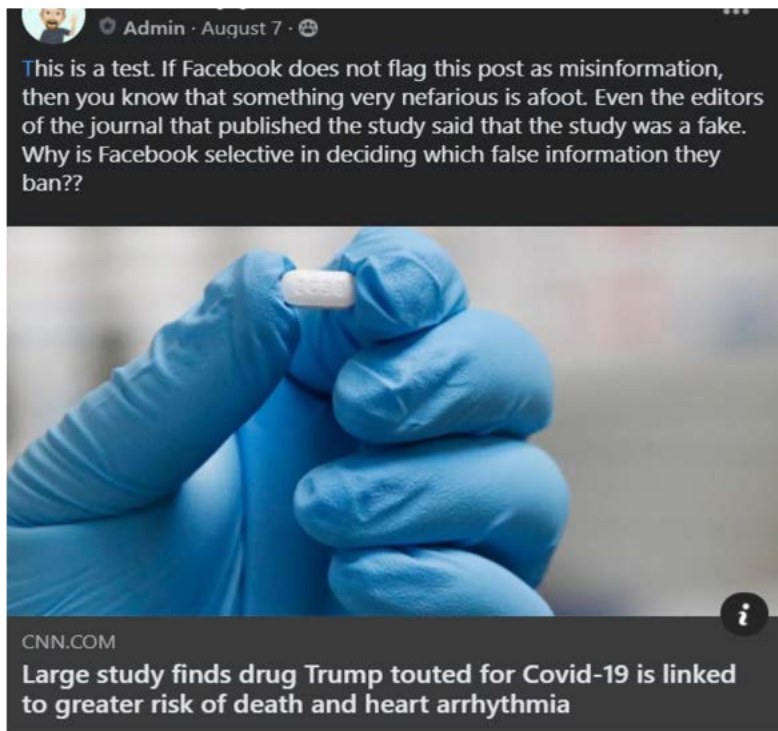 Admin · August 7 ·
This is a test. If Facebook does not flag this post as misinformation,
then you know that something very nefarious is afoot. Even the editors
of the journal that published the study said that the study was a fake.
Why is Facebook selective in deciding which false information they
ban??
i
CNN.COM
Large study finds drug Trump touted for Covid-19 is linked
to greater risk of death and heart arrhythmia